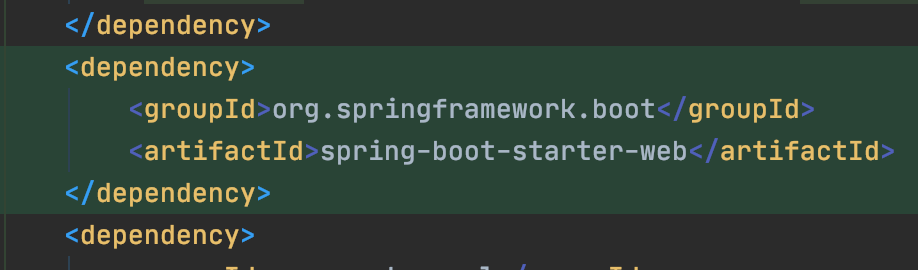 </dependency>
<dependency>
<groupId>org.springframework.boot</groupId>
<artifactId>spring-boot-starter-web</artifactId>
</dependency>
<dependency>